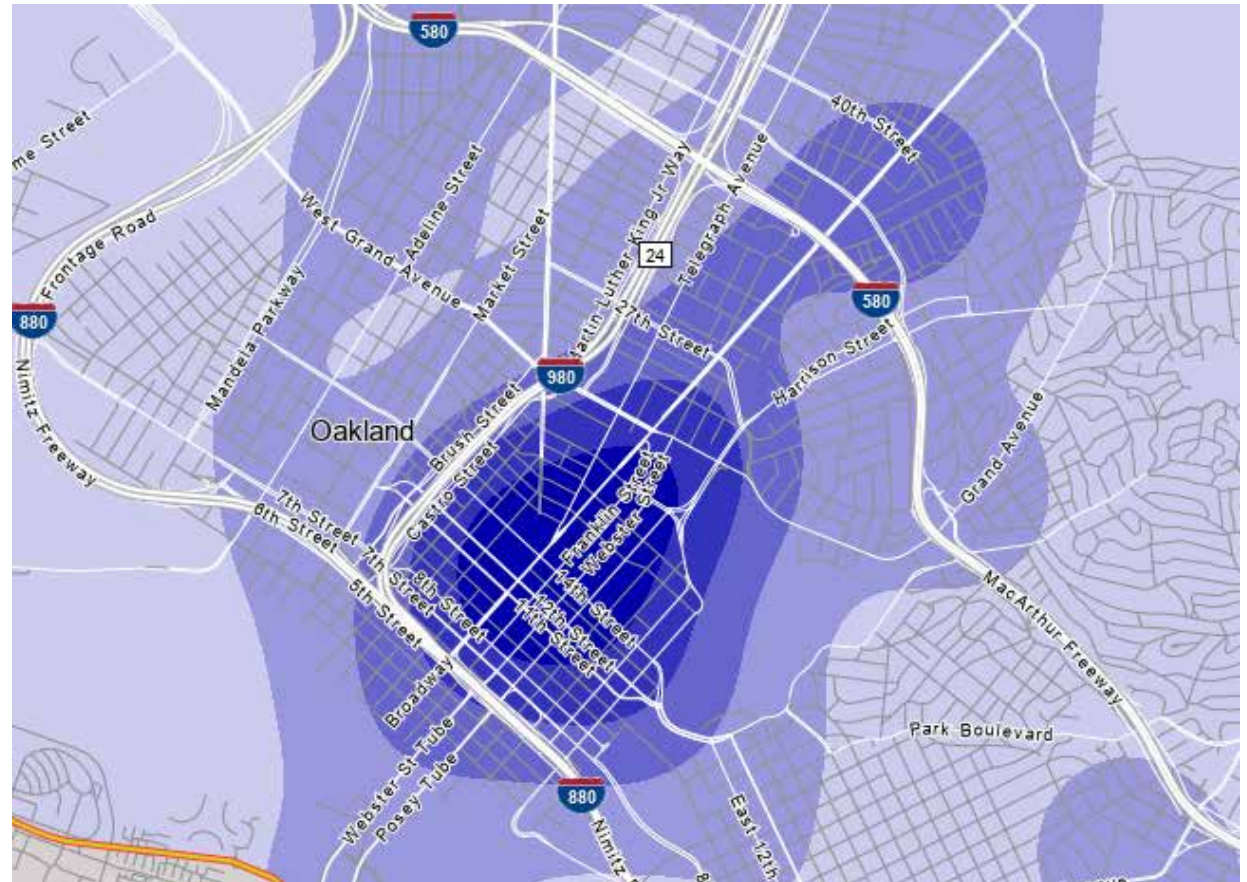 580
40th Street
me Street
Adeline Street
Martin Luther King Jr Way
Telegraph Avenue
Frontage Road
West Grand Avenue
Market Street
24
580
880
Mandela Parkway
27th Street
Harrison Street
980
Nimitz Freeway
Oakland
Brush Street
Castro Street
Grand Avenue
Franklin Street
Webster Street
7th Street
6th Street
7th Street
8th Street
5th Street
14th Street
12th Street
11th Street
MacArthur Freeway
Broadway
Park Boulevard
Webster St Tube
Posey Tube
880
East 12th
Nimitz
8